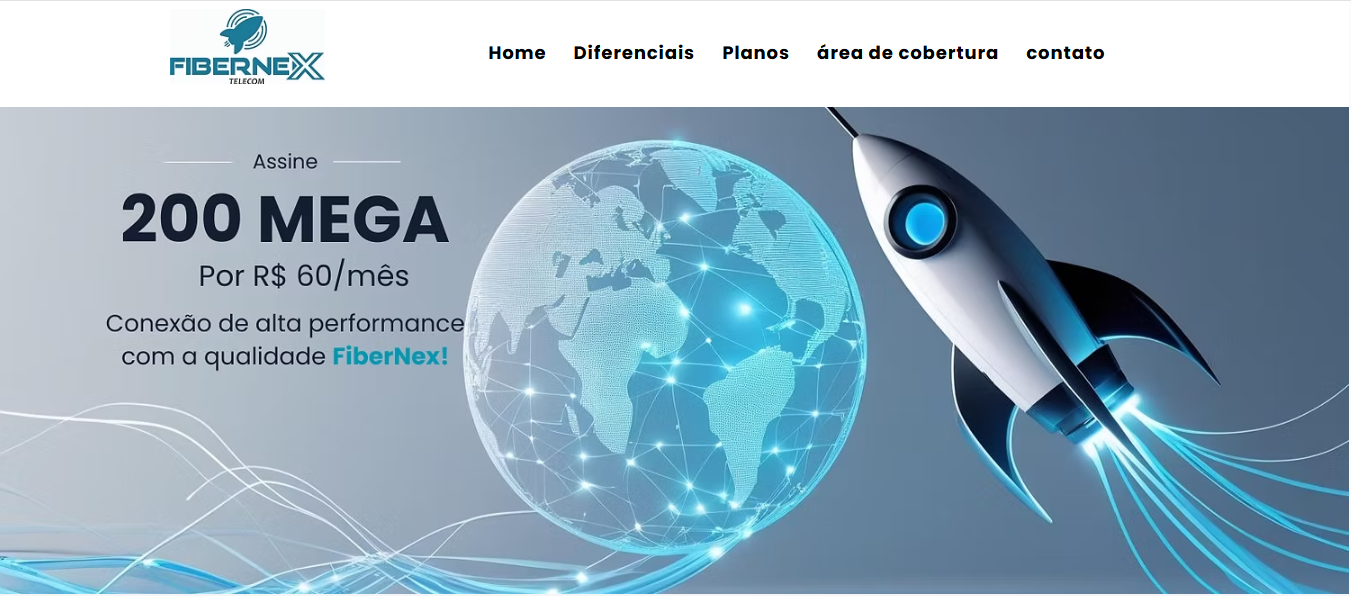 FIBERNEX
TELECOM
Home Diferenciais Planos área de cobertura contato
Assine
200 MEGA
Por R$ 60/mês
Conexão de alta performance
com a qualidade FiberNex!